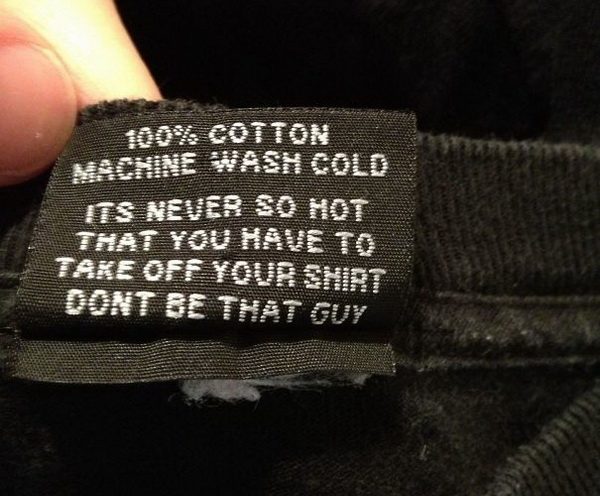 100% COTTON
MACHINE WASH COLD
ITS NEVER SO HOT
THAT YOU HAVE TO
TAKE OFF YOUR SHIRT
DONT BE THAT GUY